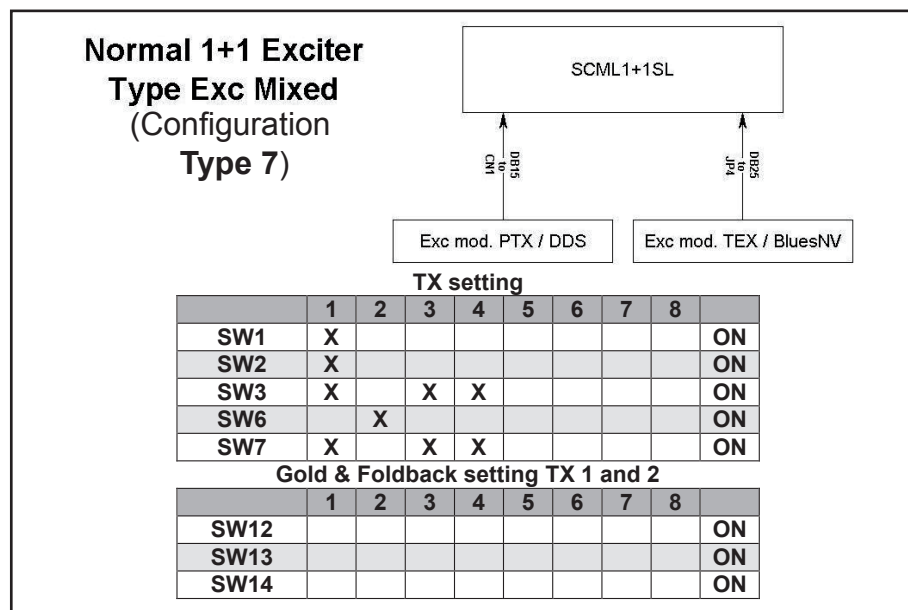 Normal 1+1 Exciter
Type Exc Mixed
(Configuration
Type 7)
SCML1+1SL
DB15
to
CN1
DB25
to
JP4
Exc mod. PTX / DDS
Exc mod. TEX / BluesNV
TX setting
1 2 3 4 5 6 7 8
SW1 X ON
SW2 X ON
SW3 X X X ON
SW6 X ON
SW7 X X X ON
Gold & Foldback setting TX 1 and 2
1 2 3 4 5 6 7 8
SW12 ON
SW13 ON
SW14 ON